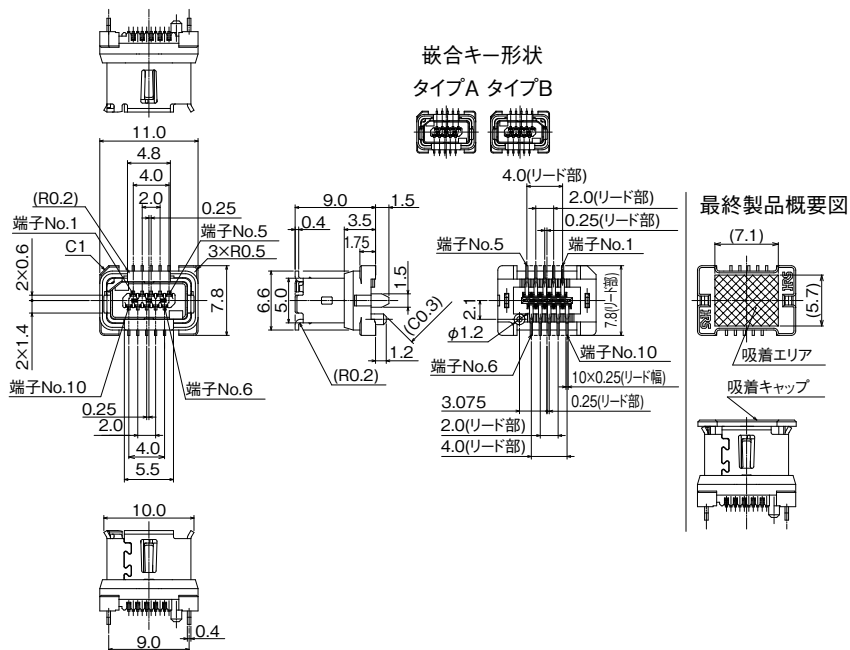 嵌合キー形状
タイプA タイプB
11.0
4.8
4.0
2.0
(R0.2)
0.25
端子No.1
端子No.5
C1
3×R0.5
2×0.6
2×1.4
7.8
端子No.10
端子No.6
0.25
2.0
4.0
5.5
9.0
1.5
0.4
3.5
1.75
6.6
5.0
1.5
(C0.3)
1.2
(R0.2)
4.0(リード部)
2.0(リード部)
0.25(リード部)
端子No.5
端子No.1
2.1
7.8(リード部)
φ1.2
端子No.6
端子No.10
10×0.25(リード幅)
3.075
0.25(リード部)
2.0(リード部)
4.0(リード部)
最終製品概要図
(7.1)
(5.7)
HRS
吸着エリア
吸着キャップ
10.0
0.4
9.0